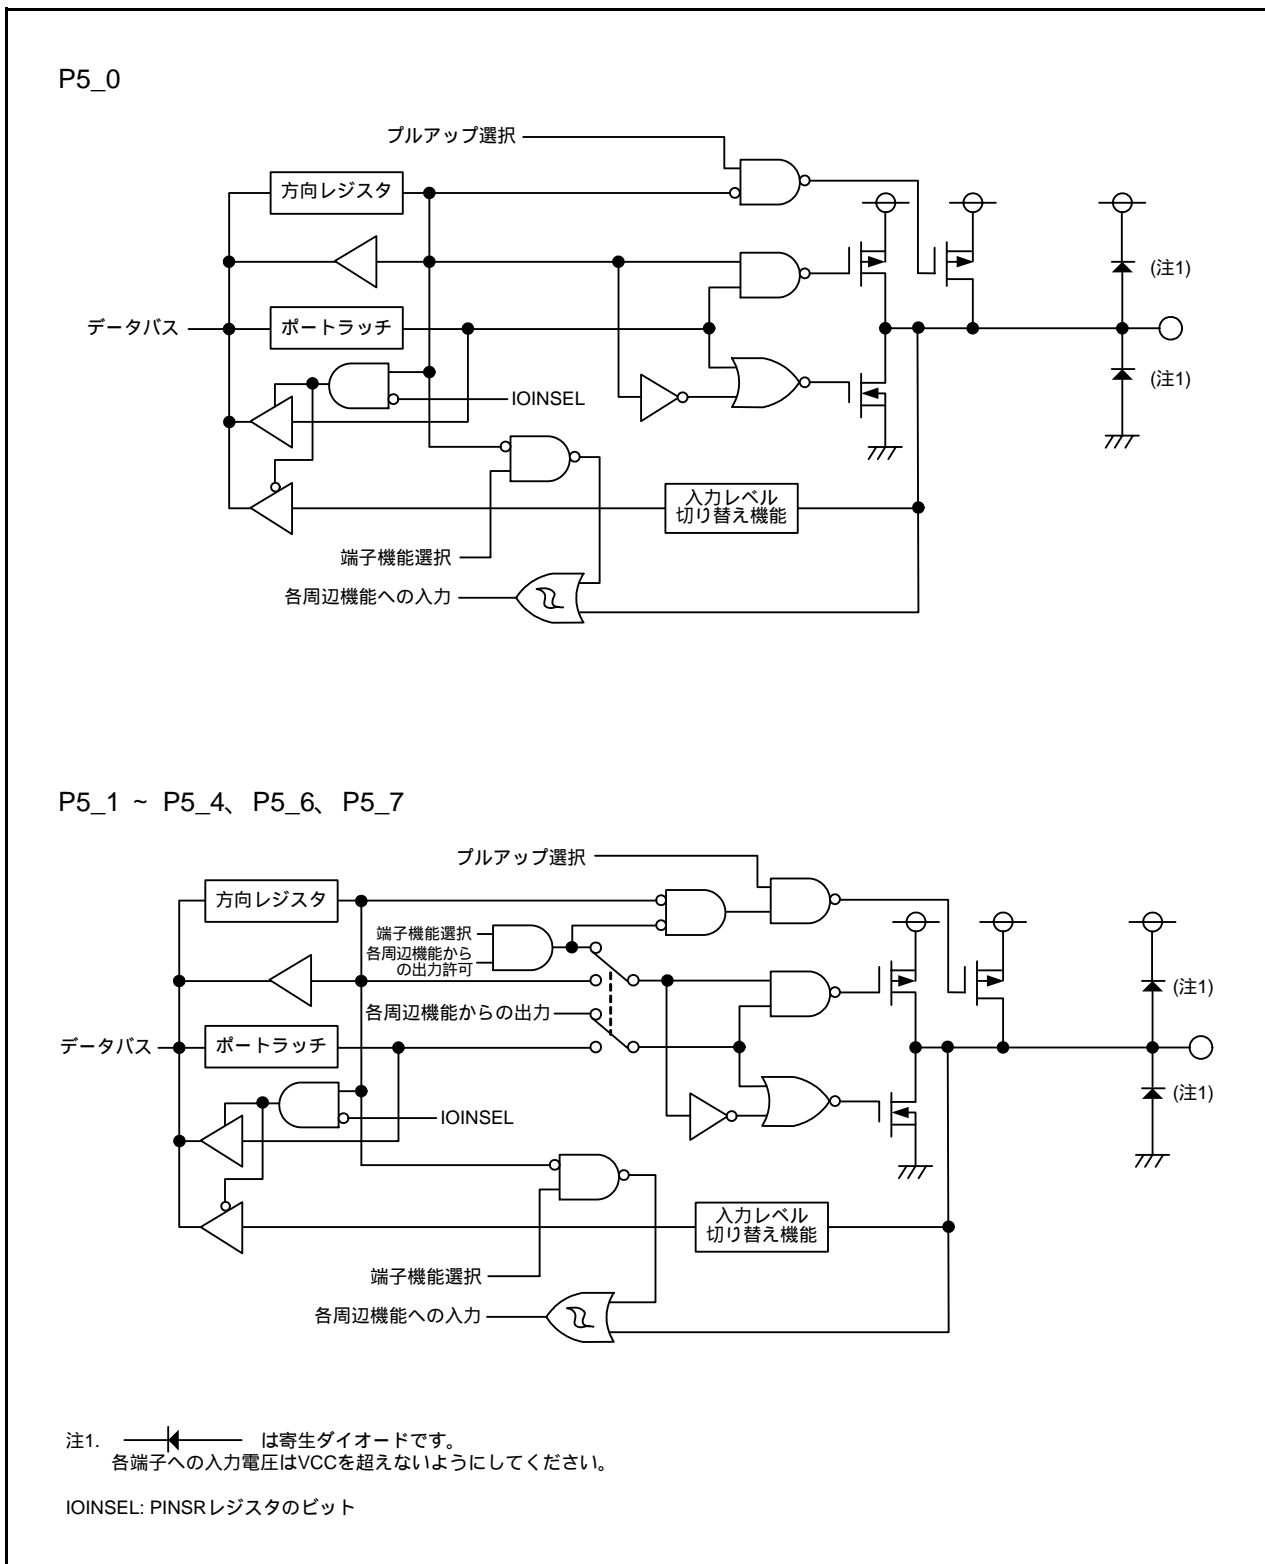 P5_0
プルアップ選択
方向レジスタ
(注1)
データバス
ポートラッチ
(注1)
IOINSEL
入力レベル
切り替え機能
端子機能選択
各周辺機能への入力
P5_1 ~ P5_4、P5_6、P5_7
プルアップ選択
方向レジスタ
端子機能選択
各周辺機能から
の出力許可
(注1)
各周辺機能からの出力
データバス
ポートラッチ
(注1)
IOINSEL
入力レベル
切り替え機能
端子機能選択
各周辺機能への入力
注1. は寄生ダイオードです。
各端子への入力電圧はVCCを超えないようにしてください。
IOINSEL: PINSRレジスタのビット